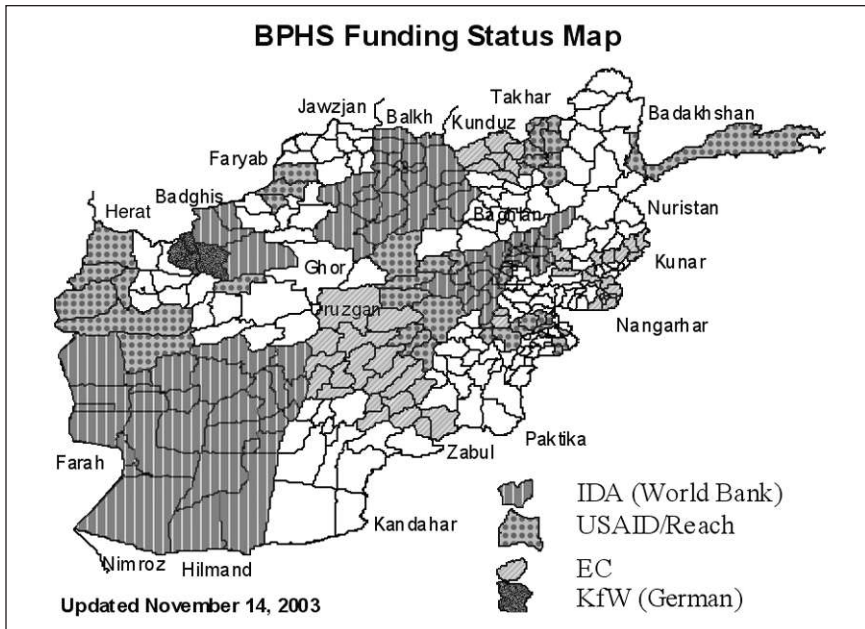 BPHS Funding Status Map
Takhar
Jawzjan
Balkh
Kunduz
Badakhshan
Faryab
Badghis
Herat
Nuristan
Baghlan
Kunar
Ghor
Nangarhar
ruzgan
Paktika
Zabul
Farah
Kandahar
Nimroz
Hilmand
IDA (World Bank)
USAID/Reach
EC
KfW (German)
Updated November 14, 2003